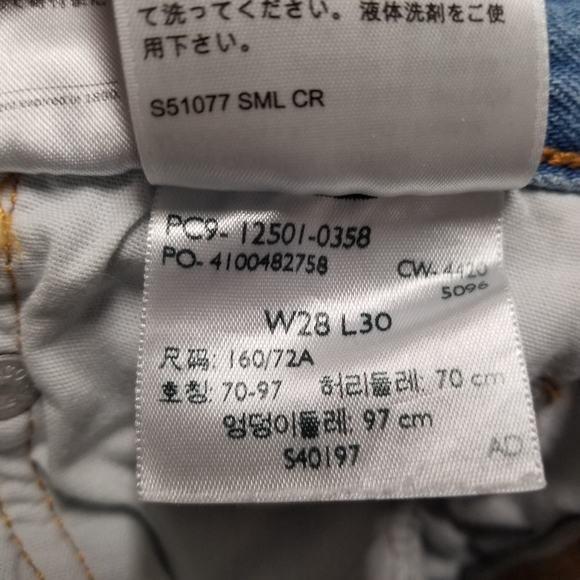 て洗ってください。液体洗剤をご使
用下さい。
S51077 SML CR
PC9- 12501-0358
PO- 4100482758
CW- 4420
5096
W28 L30
尺码: 160/72A
호칭: 70-97 허리둘레: 70 cm
엉덩이둘레: 97 cm
S40197
AD